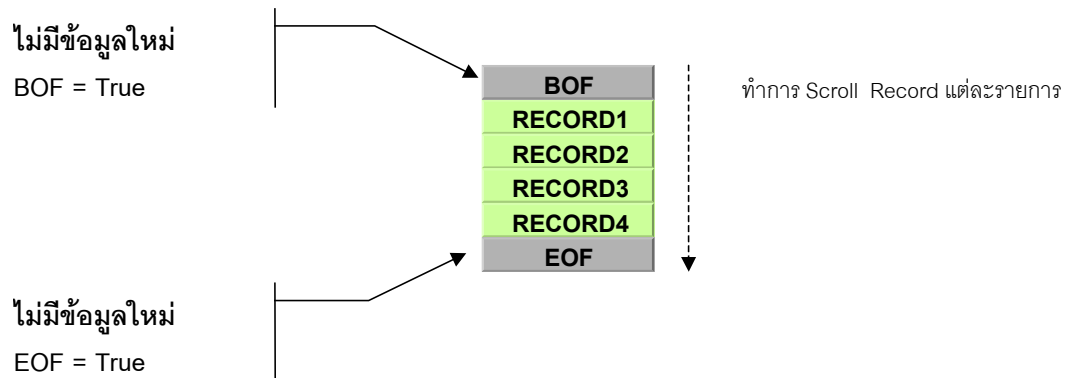 ไม่มีข้อมูลใหม่
BOF = True
BOF
RECORD1
RECORD2
RECORD3
RECORD4
EOF
ทำการ Scroll Record แต่ละรายการ
ไม่มีข้อมูลใหม่
EOF = True